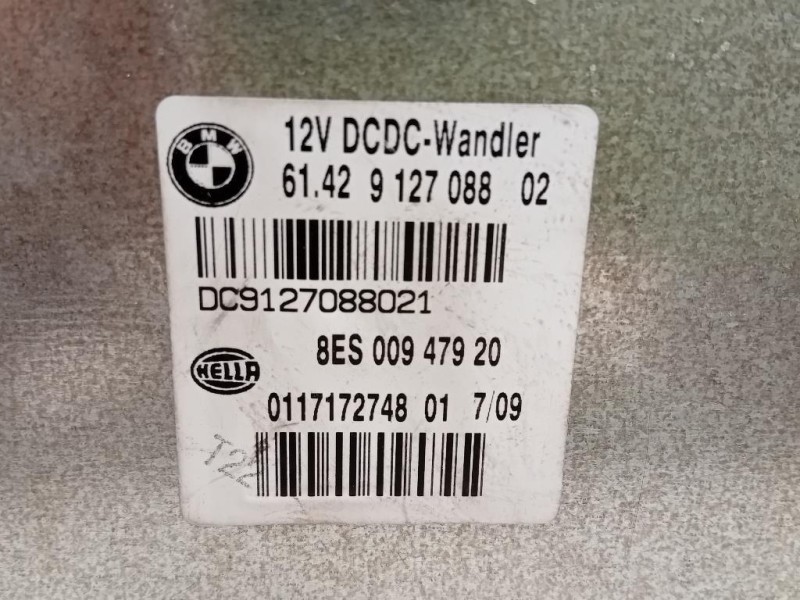 BMW
12V DCDC-Wandler
61.42 9 127 088 02
DC9127088021
8ES 009 479 20
HELLA
0117172748 01 7/09
T22